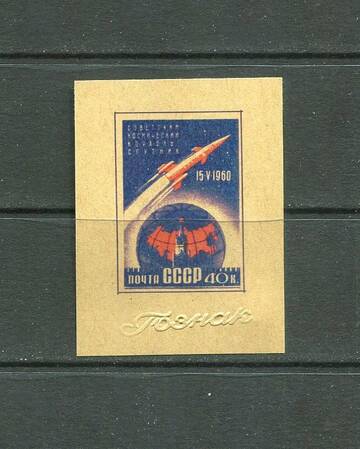 СОВЕТСКИЙ
КОСМИЧЕСКИЙ
КОРАБЛЬ
СПУТНИК
15·V·1960
ПОЧТА СССР 40К.
Гознак